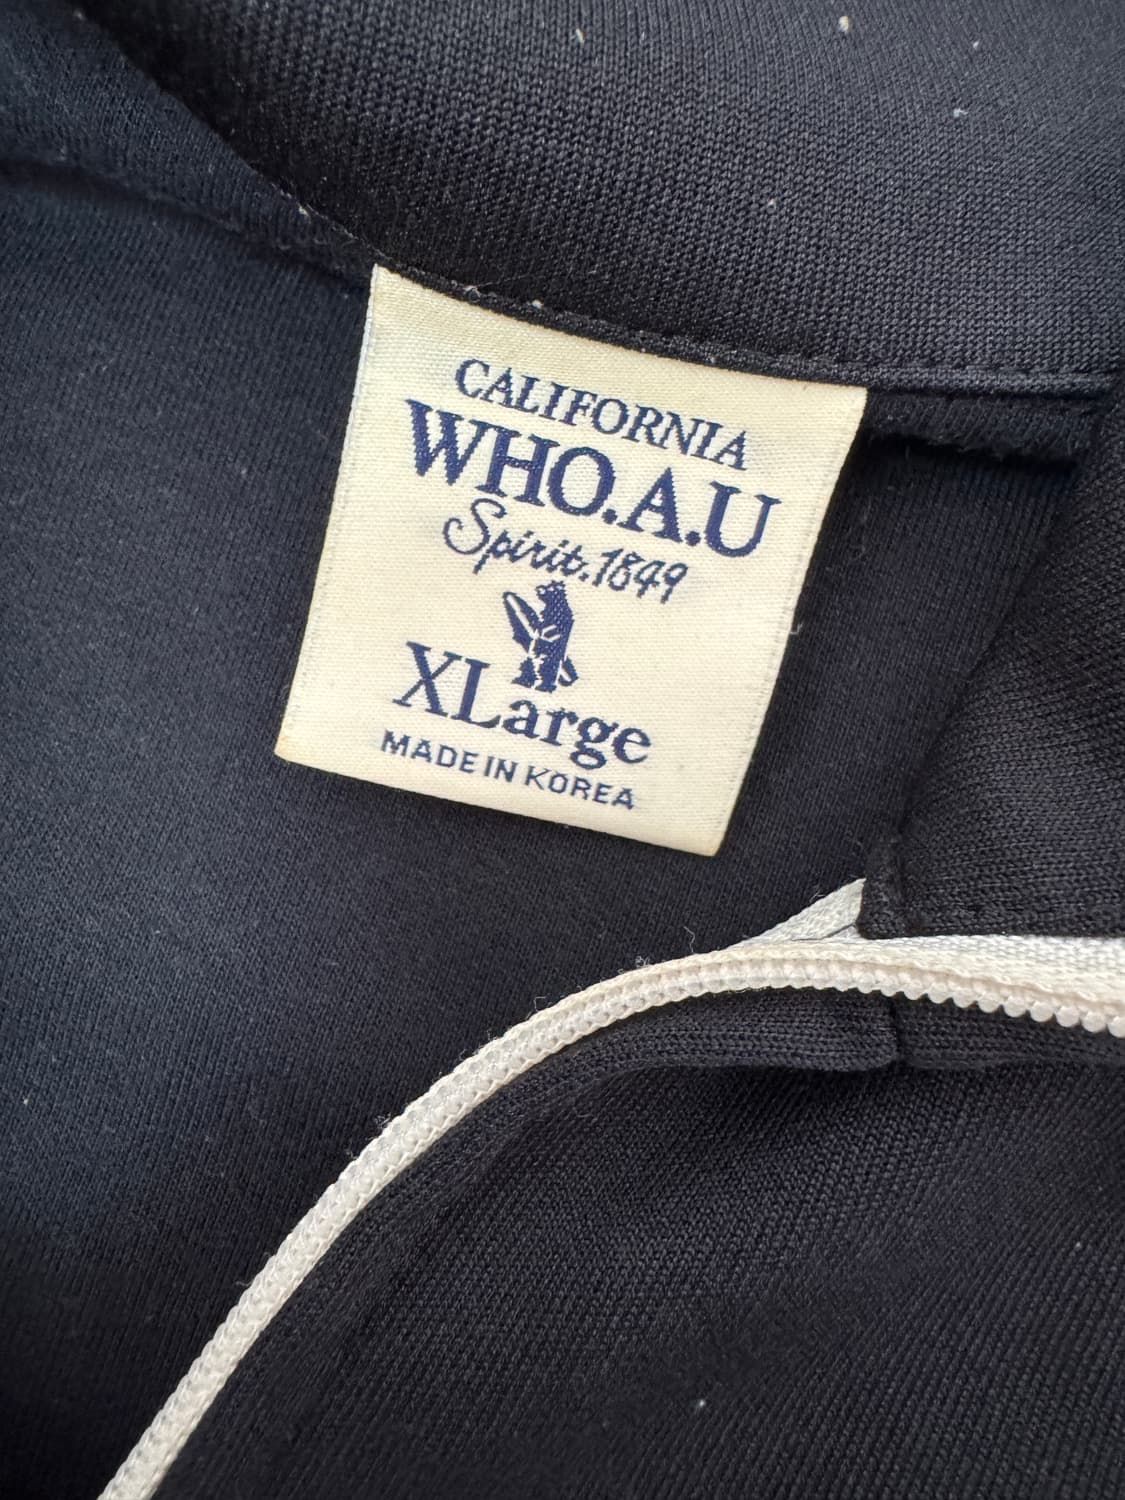 CALIFORNIA
WHO.A.U
Spirit.1849
XLarge
MADE IN KOREA